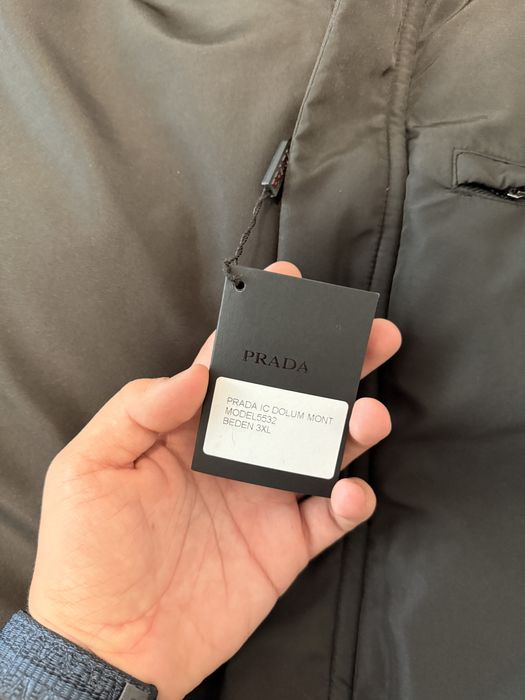 PRADA
PRADA IC DOLUM MONT
MODEL5532
BEDEN 3XL